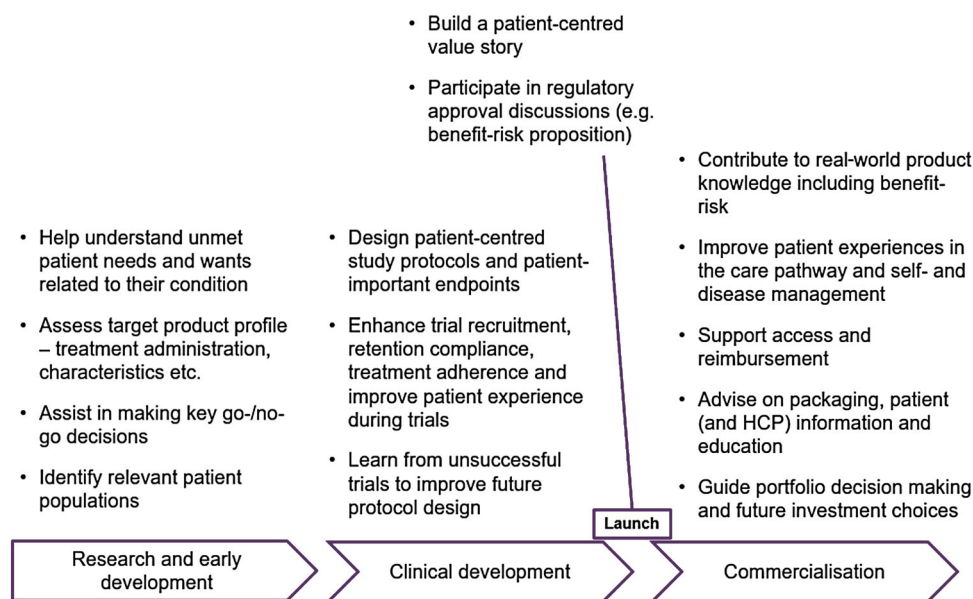 • Build a patient-centred
value story
• Participate in regulatory
approval discussions (e.g.
benefit-risk proposition)
• Help understand unmet
patient needs and wants
related to their condition
• Assess target product profile
– treatment administration,
characteristics etc.
• Assist in making key go-/no-
go decisions
• Identify relevant patient
populations
• Design patient-centred
study protocols and patient-
important endpoints
• Enhance trial recruitment,
retention compliance,
treatment adherence and
improve patient experience
during trials
• Learn from unsuccessful
trials to improve future
protocol design
• Contribute to real-world product
knowledge including benefit-
risk
• Improve patient experiences in
the care pathway and self- and
disease management
• Support access and
reimbursement
• Advise on packaging, patient
(and HCP) information and
education
• Guide portfolio decision making
and future investment choices
Launch
Research and early
development
Clinical development
Commercialisation